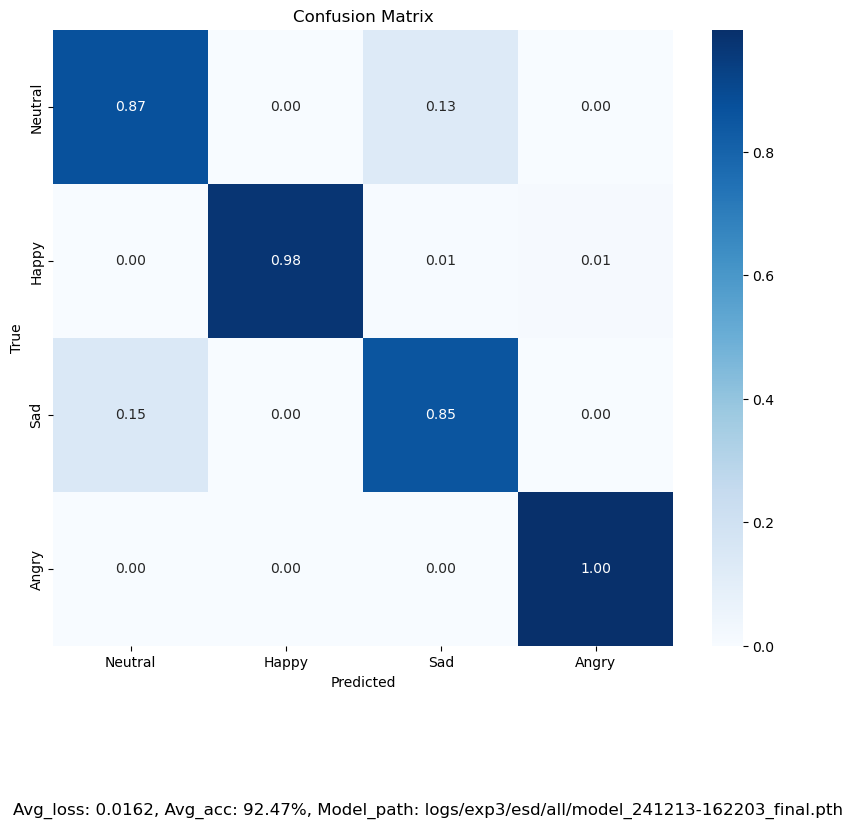 Confusion Matrix
Neutral 0.87 0.00 0.13 0.00
Happy 0.00 0.98 0.01 0.01
Sad 0.15 0.00 0.85 0.00
Angry 0.00 0.00 0.00 1.00
True
Neutral Happy Sad Angry
Predicted
0.8
0.6
0.4
0.2
0.0
Avg_loss: 0.0162, Avg_acc: 92.47%, Model_path: logs/exp3/esd/all/model_241213-162203_final.pth